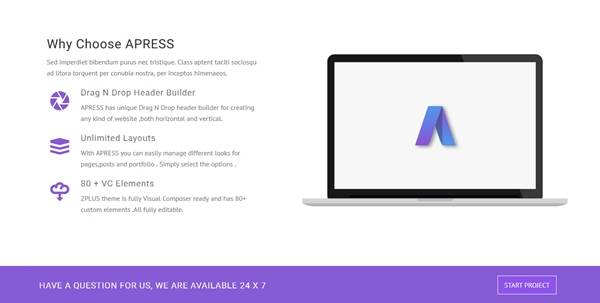 Why Choose APRESS
Sed imperdiet bibendum purus nec tristique. Class aptent taciti sociosqu
ad litora torquent per conubia nostra, per inceptos himenaeos.
Drag N Drop Header Builder
APRESS has unique Drag N Drop header builder for creating
any kind of website ,both horizontal and vertical.
Unlimited Layouts
With APRESS you can easily manage different looks for
pages,posts and portfolio . Simply select the options .
80 + VC Elements
ZPLUS theme is fully Visual Composer ready and has 80+
custom elements .All fully editable.
HAVE A QUESTION FOR US, WE ARE AVAILABLE 24 X 7
START PROJECT